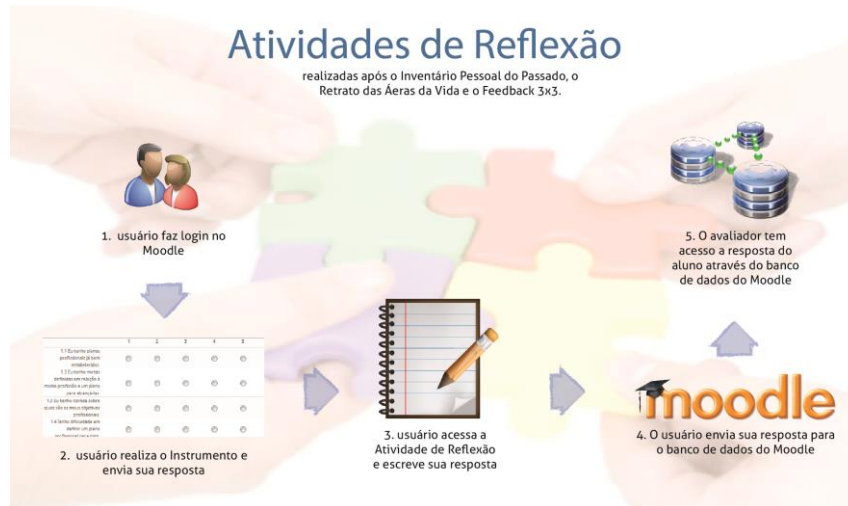 Atividades de Reflexão
realizadas após o Inventário Pessoal do Passado, o
Retrato das Áeras da Vida e o Feedback 3x3.
1. usuário faz login no
Moodle
1 2 3 4 5
2. usuário realiza o Instrumento e
envia sua resposta
3. usuário acessa a
Atividade de Reflexão
e escreve sua resposta
moodle
4. O usuário envia sua resposta para
o banco de dados do Moodle
5. O avaliador tem
acesso a resposta do
aluno através do banco
de dados do Moodle